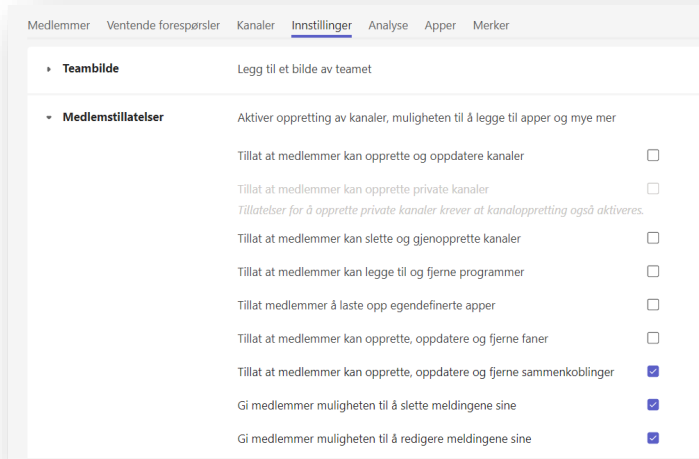 Medlemmer Ventende forespørsler Kanaler Innstillinger Analyse Apper Merker
Teambilde Legg til et bilde av teamet
Medlemstillatelser Aktiver oppretting av kanaler, muligheten til å legge til apper og mye mer
Tillat at medlemmer kan opprette og oppdatere kanaler
Tillat at medlemmer kan opprette private kanaler
Tillatelser for å opprette private kanaler krever at kanaloppretting også aktiveres.
Tillat at medlemmer kan slette og gjenopprette kanaler
Tillat at medlemmer kan legge til og fjerne programmer
Tillat medlemmer å laste opp egendefinerte apper
Tillat at medlemmer kan opprette, oppdatere og fjerne faner
Tillat at medlemmer kan opprette, oppdatere og fjerne sammenkoblinger
Gi medlemmer muligheten til å slette meldingene sine
Gi medlemmer muligheten til å redigere meldingene sine